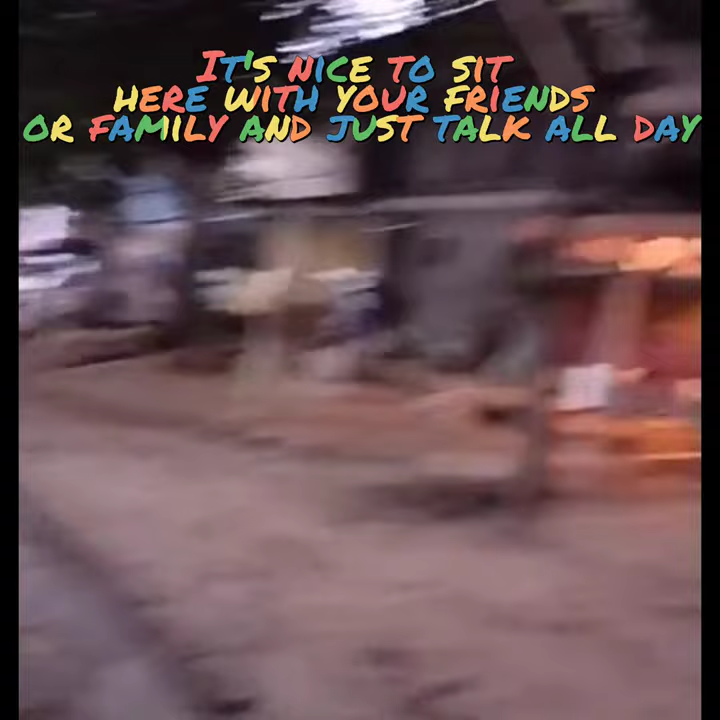 It's nice to sit
here with your friends
or family and just talk all day